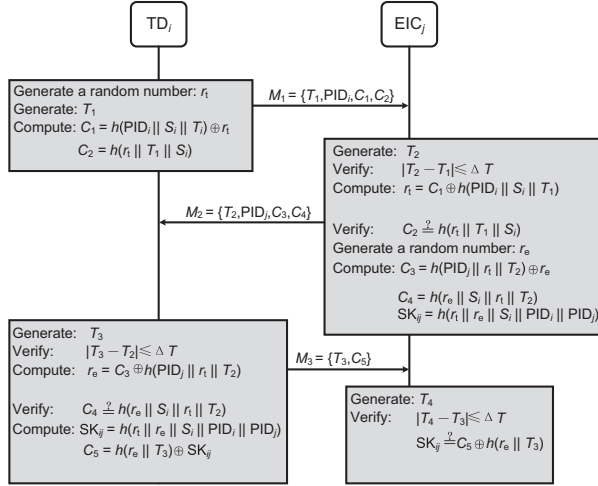 TDᵢ
EICⱼ
Generate a random number: rₜ
Generate: T₁
Compute: C₁ = h(PIDᵢ || Sᵢ || Tᵢ) ⊕ rₜ
C₂ = h(rₜ || T₁ || Sᵢ)
M₁ = {T₁,PIDᵢ,C₁,C₂}
Generate: T₂
Verify: |T₂ − T₁| ⩽ Δ T
Compute: rₜ = C₁ ⊕ h(PIDᵢ || Sᵢ || T₁)
M₂ = {T₂,PIDⱼ,C₃,C₄}
Verify: C₂ ≟ h(rₜ || T₁ || Sᵢ)
Generate a random number: rₑ
Compute: C₃ = h(PIDⱼ || rₜ || T₂) ⊕ rₑ
C₄ = h(rₑ || Sᵢ || rₜ || T₂)
SKᵢⱼ = h(rₜ || rₑ || Sᵢ || PIDᵢ || PIDⱼ)
Generate: T₃
Verify: |T₃ − T₂| ⩽ Δ T
Compute: rₑ = C₃ ⊕ h(PIDⱼ || rₜ || T₂)
Verify: C₄ ≟ h(rₑ || Sᵢ || rₜ || T₂)
Compute: SKᵢⱼ = h(rₜ || rₑ || Sᵢ || PIDᵢ || PIDⱼ)
C₅ = h(rₑ || T₃) ⊕ SKᵢⱼ
M₃ = {T₃,C₅}
Generate: T₄
Verify: |T₄ − T₃| ⩽ Δ T
SKᵢⱼ ≟ C₅ ⊕ h(rₑ || T₃)